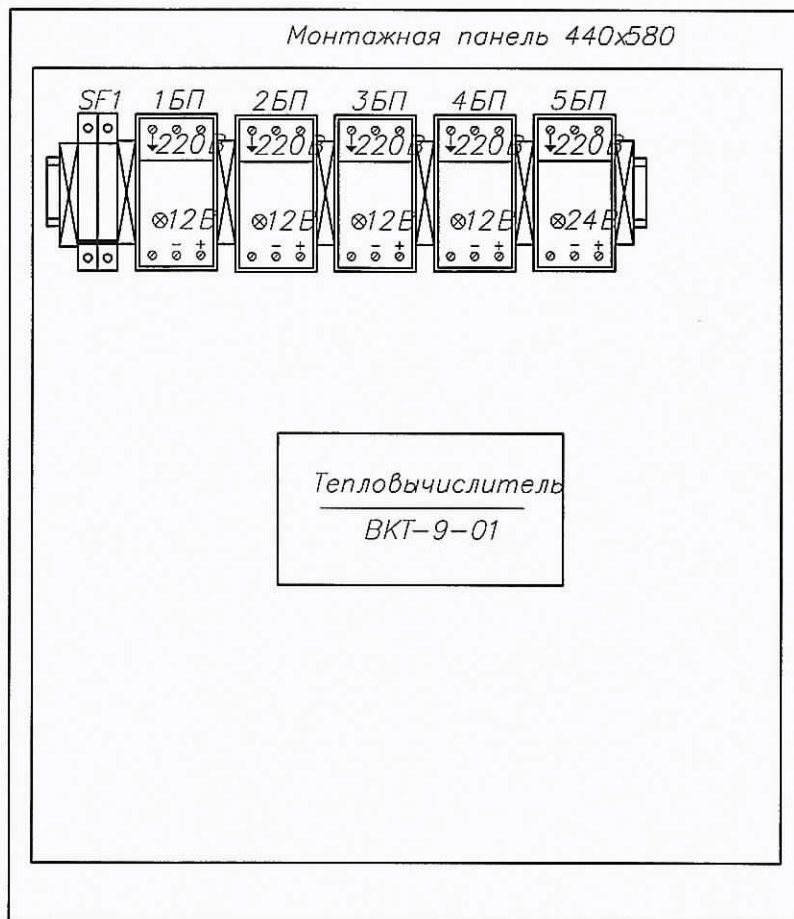 Монтажная панель 440х580
SF1 1БП 2БП 3БП 4БП 5БП
220В 220В 220В 220В 220В
12В 12В 12В 12В 24В
− + − + − + − + − +
Тепловычислитель
ВКТ−9−01